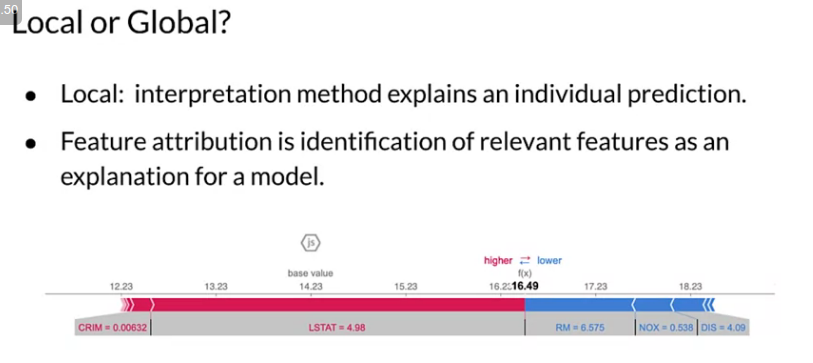 .50
Local or Global?
● Local: interpretation method explains an individual prediction.
● Feature attribution is identification of relevant features as an
explanation for a model.
js
higher ⇄ lower
base value f(x)
12.23 13.23 14.23 15.23 16.2 16.49 17.23 18.23
CRIM = 0.00632 LSTAT = 4.98 RM = 6.575 NOX = 0.538 DIS = 4.09